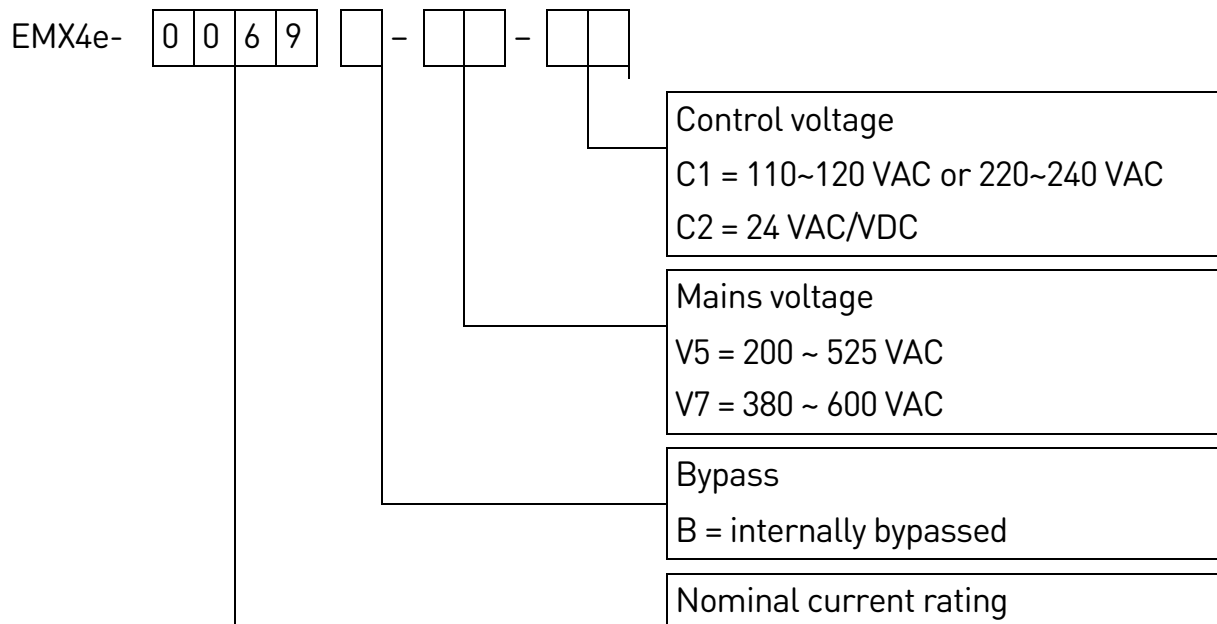 EMX4e- 0 0 6 9 – –
Control voltage
C1 = 110~120 VAC or 220~240 VAC
C2 = 24 VAC/VDC
Mains voltage
V5 = 200 ~ 525 VAC
V7 = 380 ~ 600 VAC
Bypass
B = internally bypassed
Nominal current rating